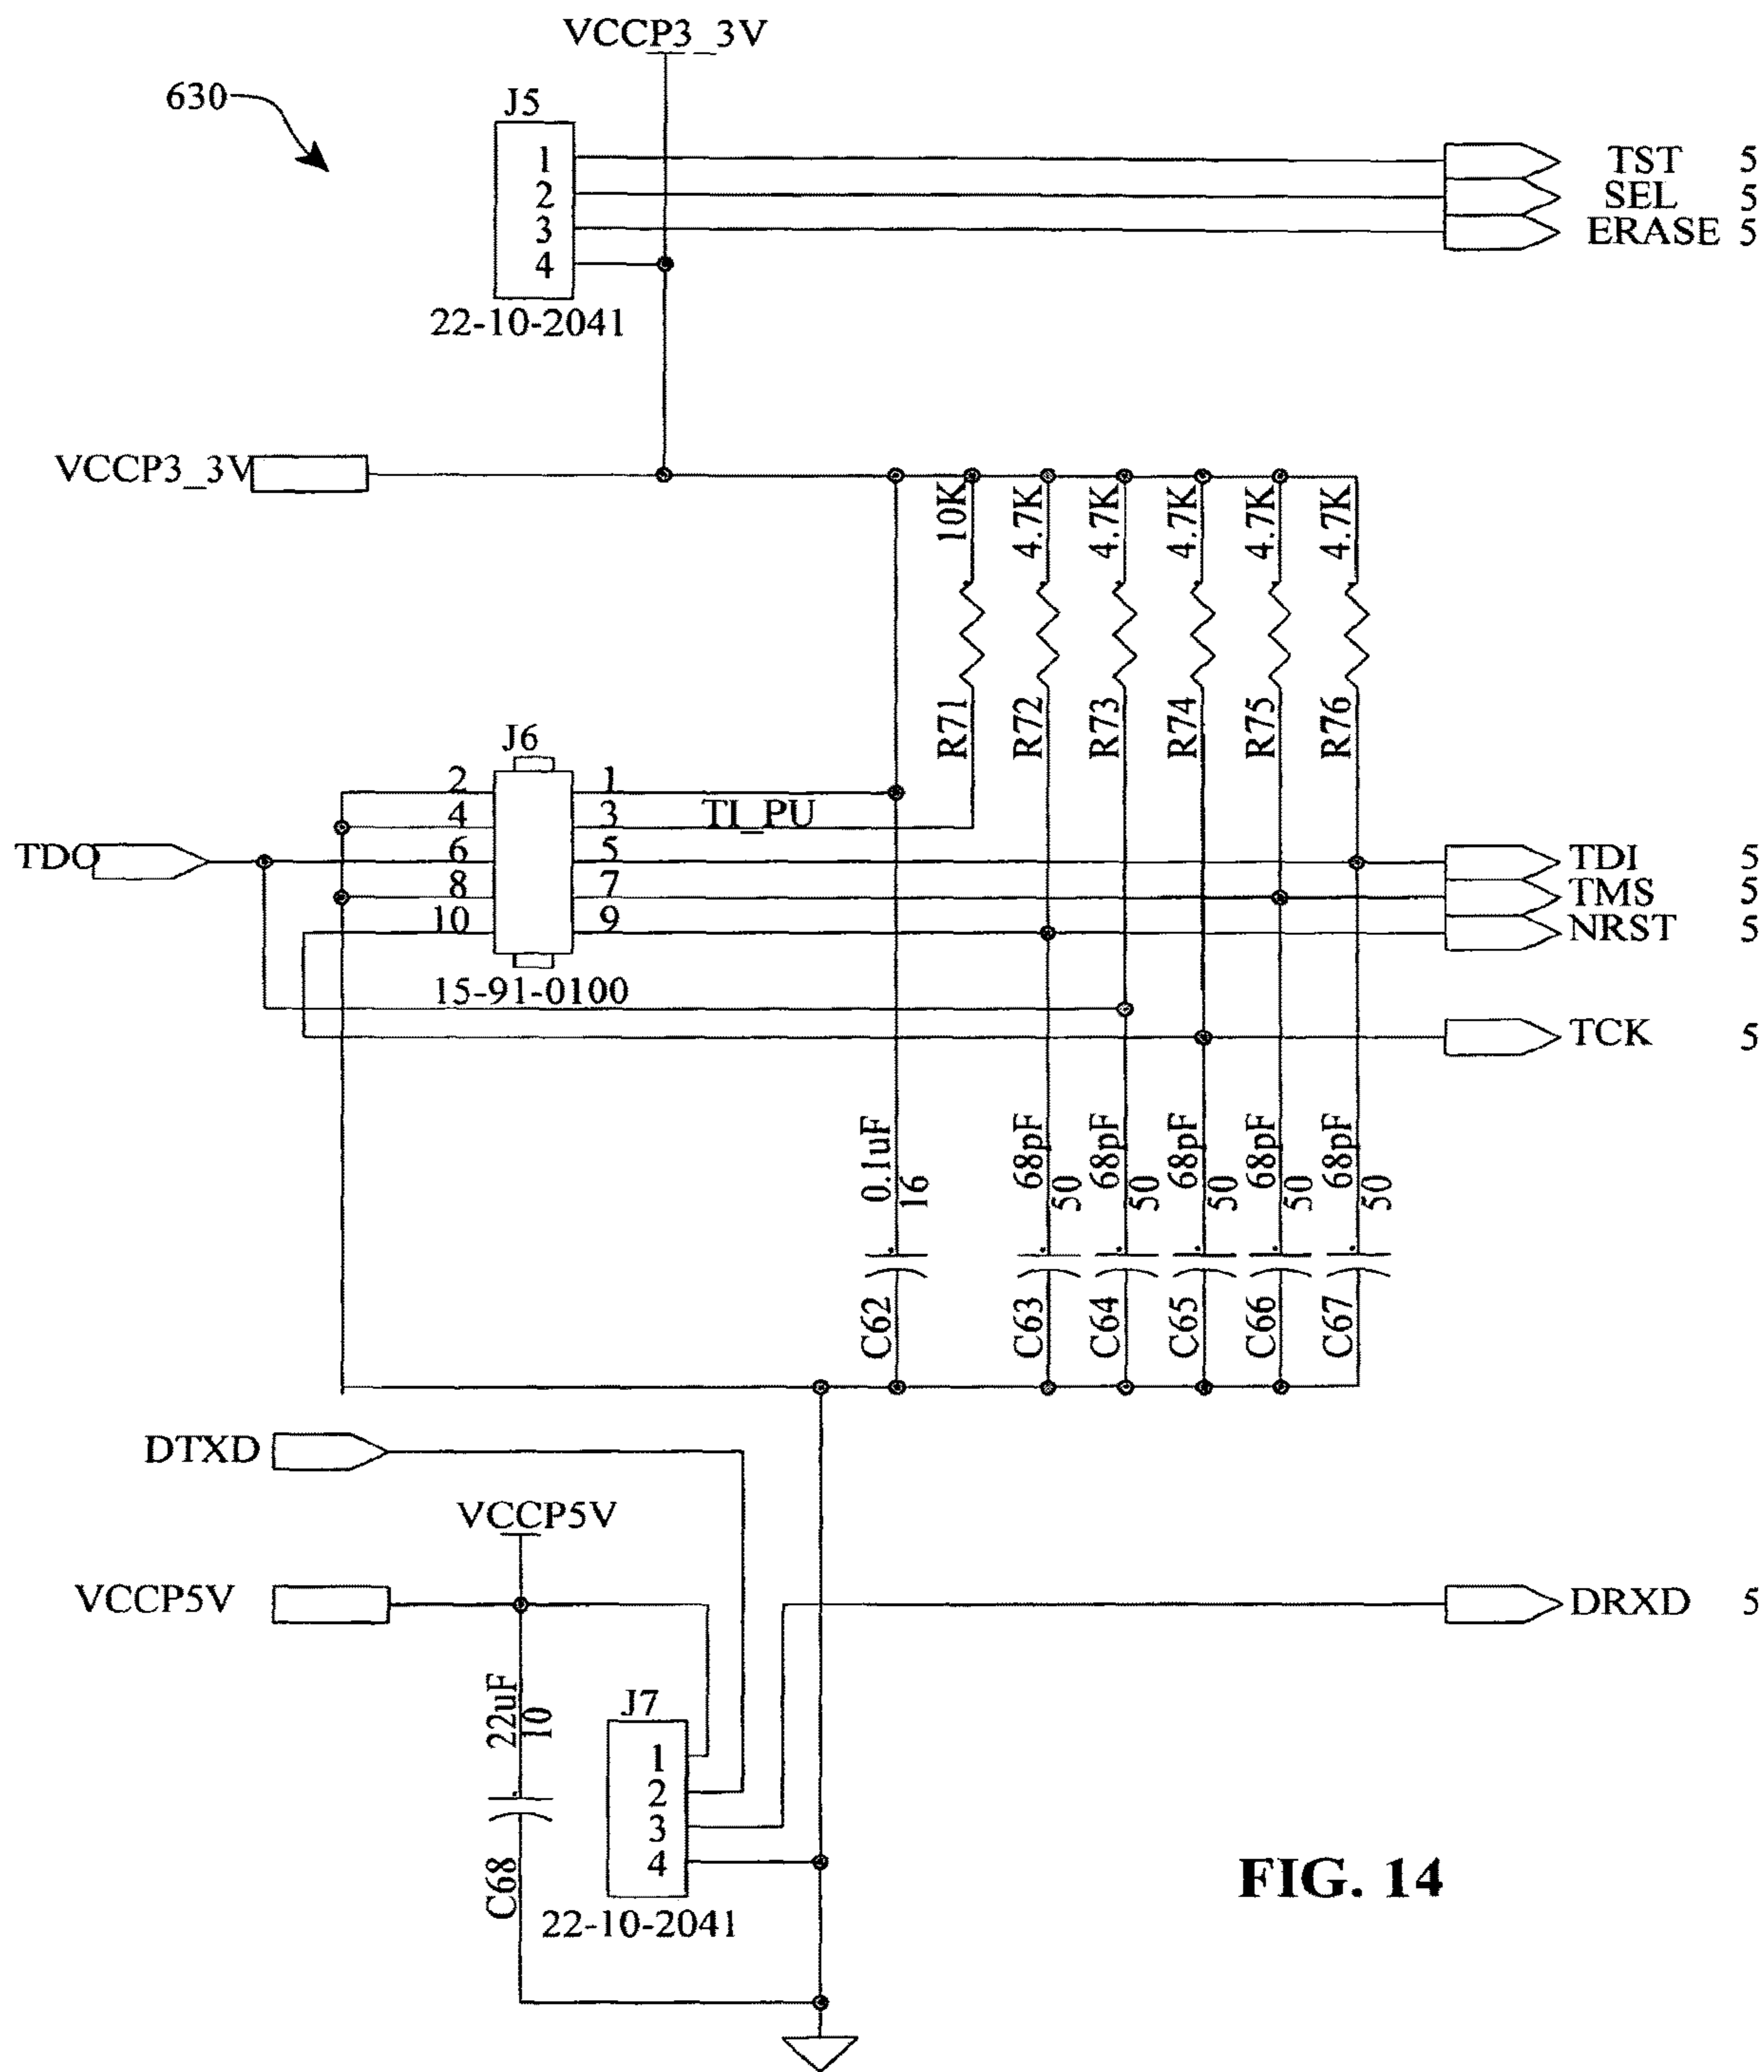 VCCP3_3V
630
J5
1
TST 5
2
SEL 5
3
ERASE 5
4
22-10-2041
VCCP3_3V
10K
4.7K
4.7K
4.7K
4.7K
4.7K
R71
R72
R73
R74
R75
R76
J6
2
1
4
3
TI_PU
TDO
6
5
TDI 5
8
7
TMS 5
10
9
NRST 5
15-91-0100
TCK 5
0.1uF
16
68pF
50
68pF
50
68pF
50
68pF
50
68pF
50
C62
C63
C64
C65
C66
C67
DTXD
VCCP5V
VCCP5V
DRXD 5
22uF
10
J7
1
2
3
4
C68
22-10-2041
FIG. 14